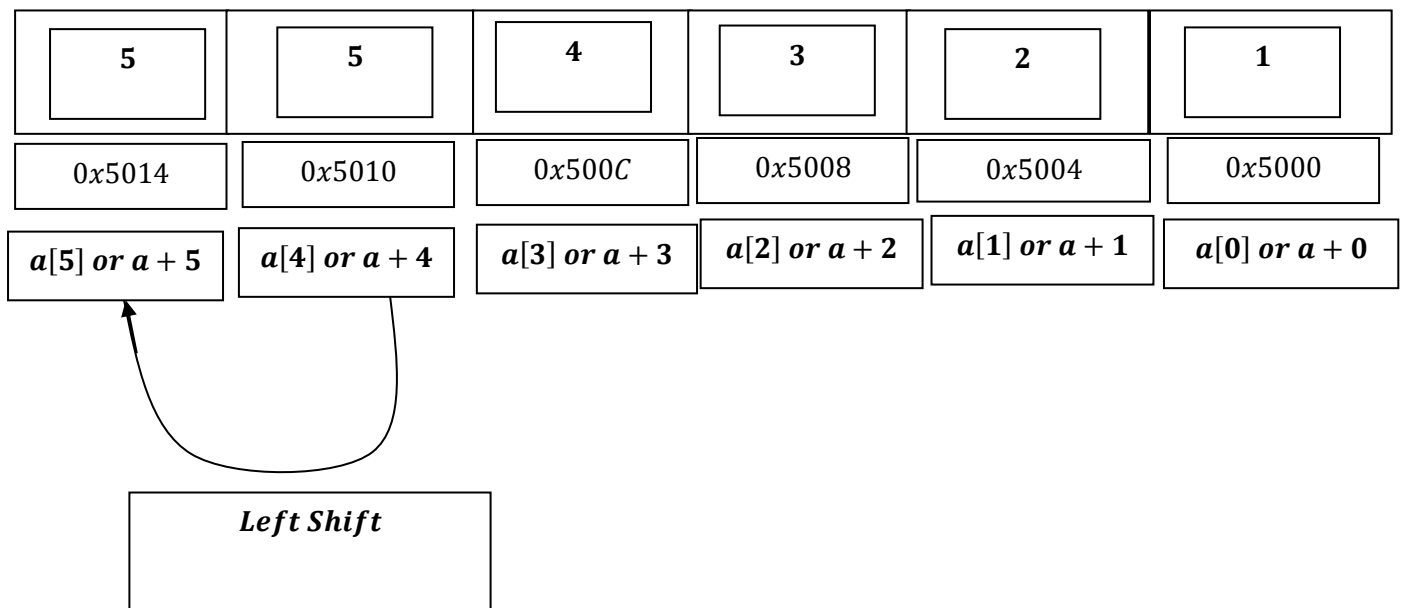 5 5 4 3 2 1
0x5014 0x5010 0x500C 0x5008 0x5004 0x5000
a[5] or a + 5 a[4] or a + 4 a[3] or a + 3 a[2] or a + 2 a[1] or a + 1 a[0] or a + 0
Left Shift